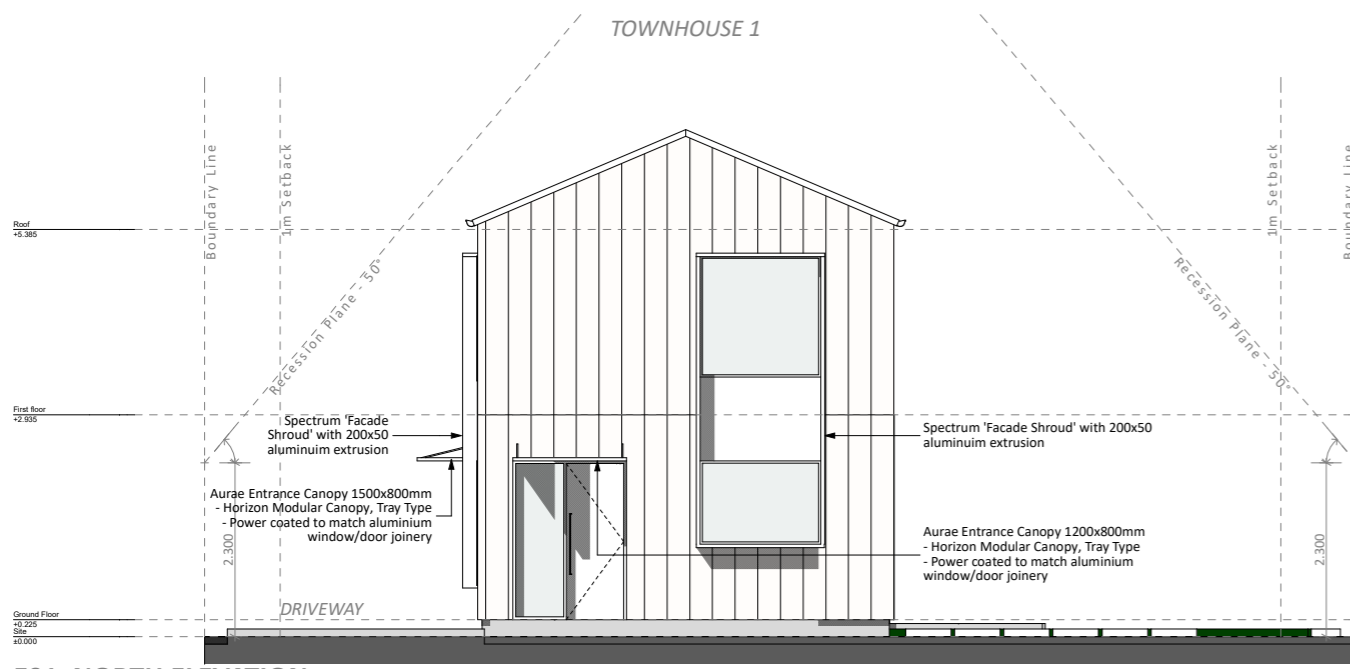 TOWNHOUSE 1
Boundary Line
1m Setback
Recession Plane - 50°
Recession Plane - 50°
1m Setback
Boundary Line
Roof
+5.385
First floor
+2.935
Spectrum 'Facade
Shroud' with 200x50
aluminuim extrusion
Spectrum 'Facade Shroud' with 200x50
aluminuim extrusion
Aurae Entrance Canopy 1500x800mm
- Horizon Modular Canopy, Tray Type
- Power coated to match aluminium
window/door joinery
Aurae Entrance Canopy 1200x800mm
- Horizon Modular Canopy, Tray Type
- Power coated to match aluminium
window/door joinery
2.300
2.300
DRIVEWAY
Ground Floor
+0.225
Site
±0.000
NORTH ELEVATION